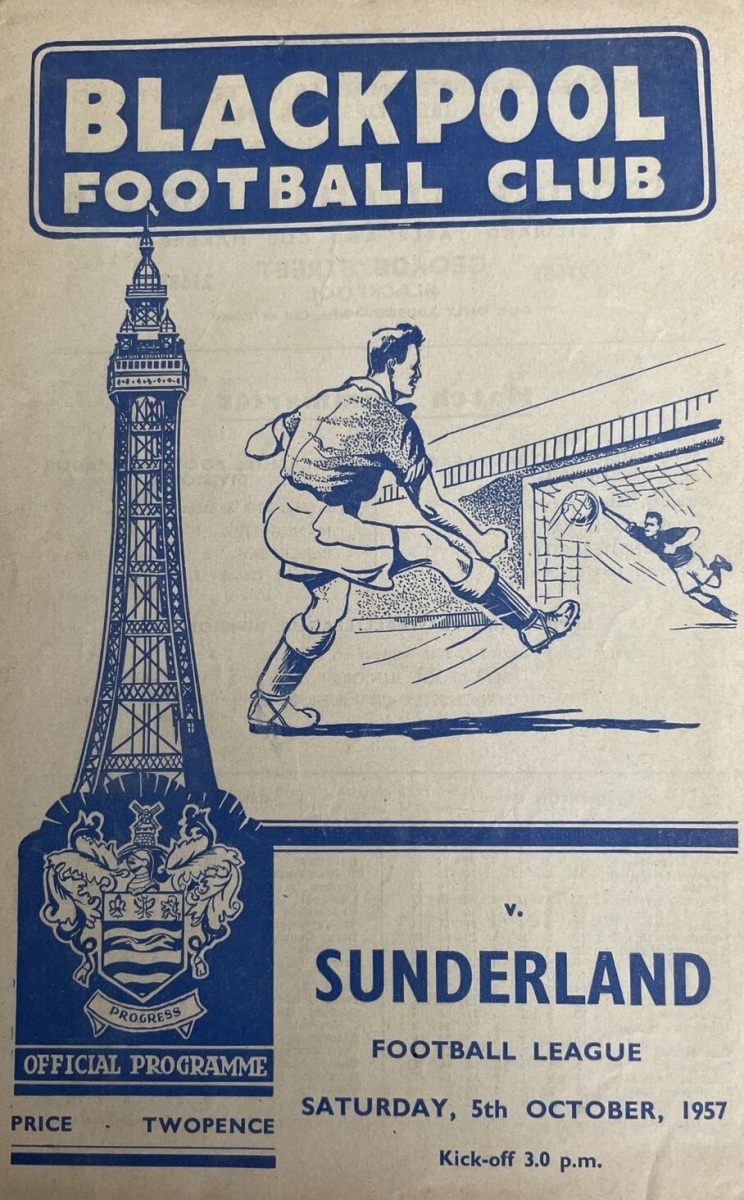 BLACKPOOL
FOOTBALL CLUB
PROGRESS
OFFICIAL PROGRAMME
PRICE - TWOPENCE
v.
SUNDERLAND
FOOTBALL LEAGUE
SATURDAY, 5th OCTOBER, 1957
Kick-off 3.0 p.m.